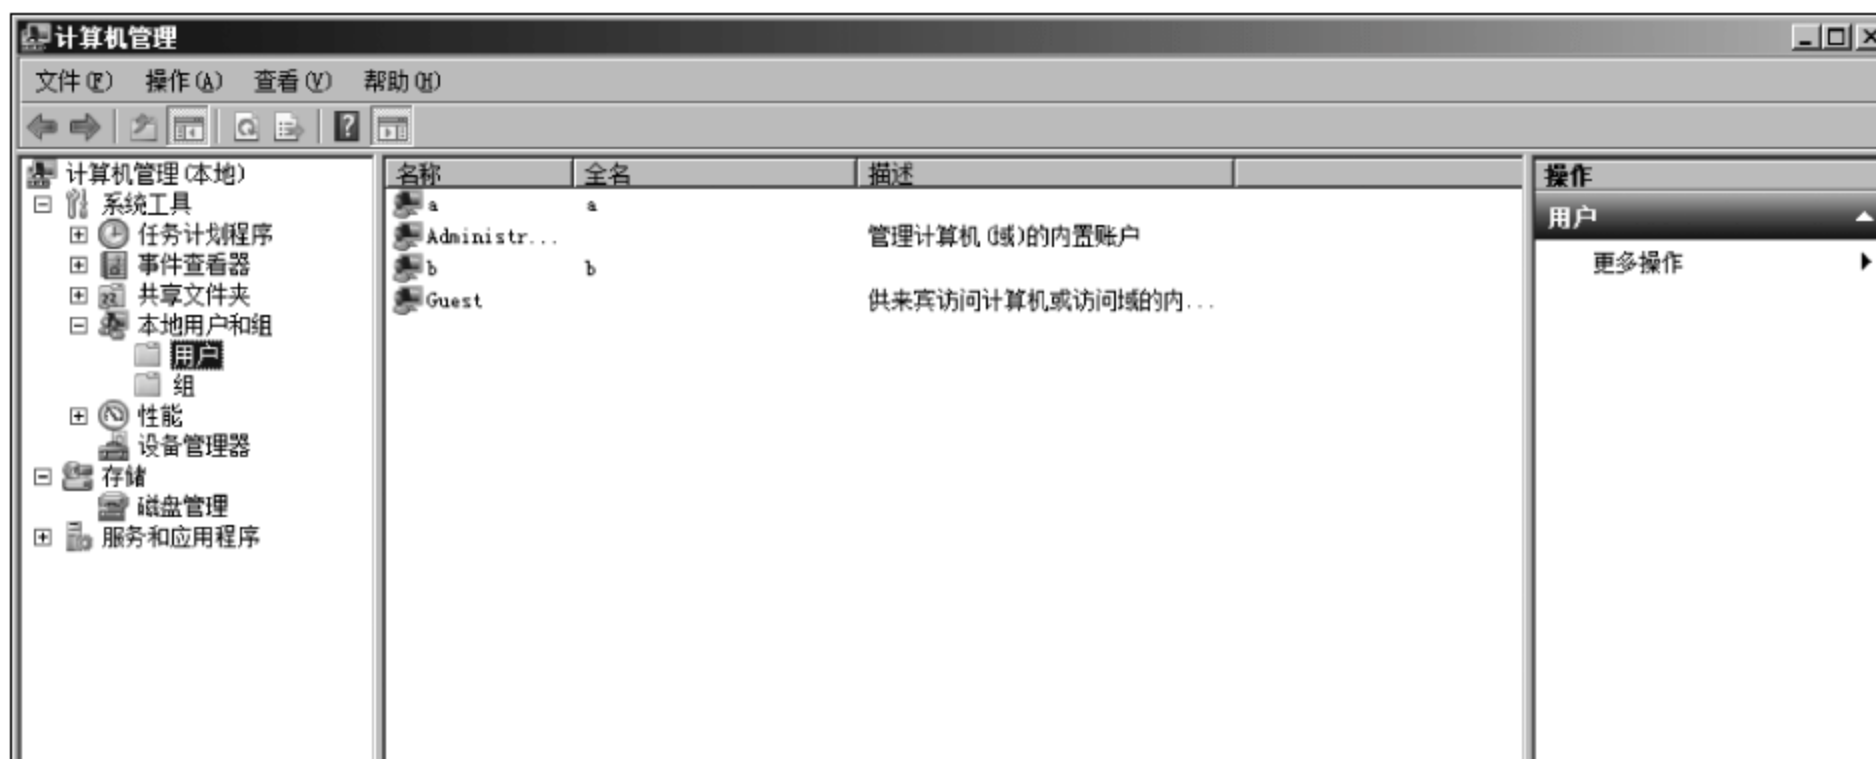 计算机管理
文件(F) 操作(A) 查看(V) 帮助(H)
计算机管理(本地)
系统工具
任务计划程序
事件查看器
共享文件夹
本地用户和组
用户
组
性能
设备管理器
存储
磁盘管理
服务和应用程序
名称 全名 描述
a a
Administr... 管理计算机(域)的内置账户
b b
Guest 供来宾访问计算机或访问域的内...
操作
用户
更多操作